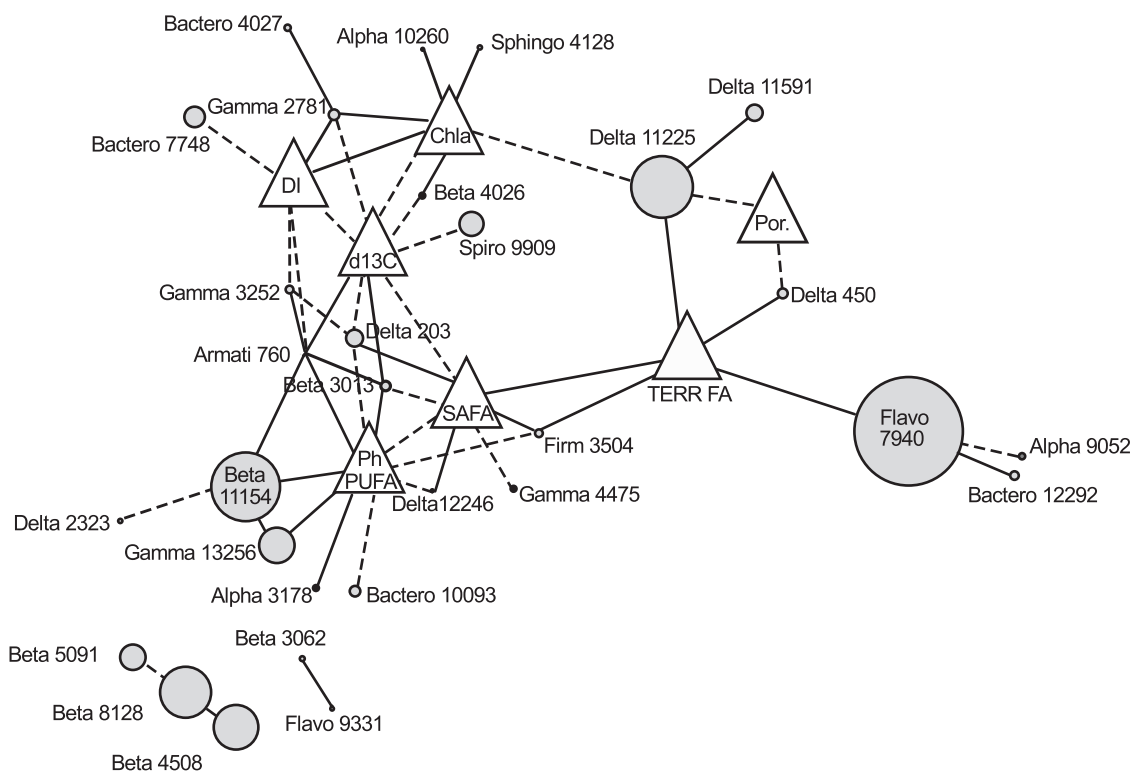 Bactero 4027
Alpha 10260
Sphingo 4128
Delta 11591
Gamma 2781
Delta 11225
Chla
Bactero 7748
DI
Beta 4026
Por.
Spiro 9909
d13C
Gamma 3252
Delta 450
Delta 203
Armati 760
Beta 3013
TERR FA
SAFA
Flavo
7940
Firm 3504
Alpha 9052
Ph
PUFA
Beta
11154
Bactero 12292
Gamma 4475
Delta12246
Delta 2323
Gamma 13256
Alpha 3178
Bactero 10093
Beta 3062
Beta 5091
Beta 8128
Flavo 9331
Beta 4508